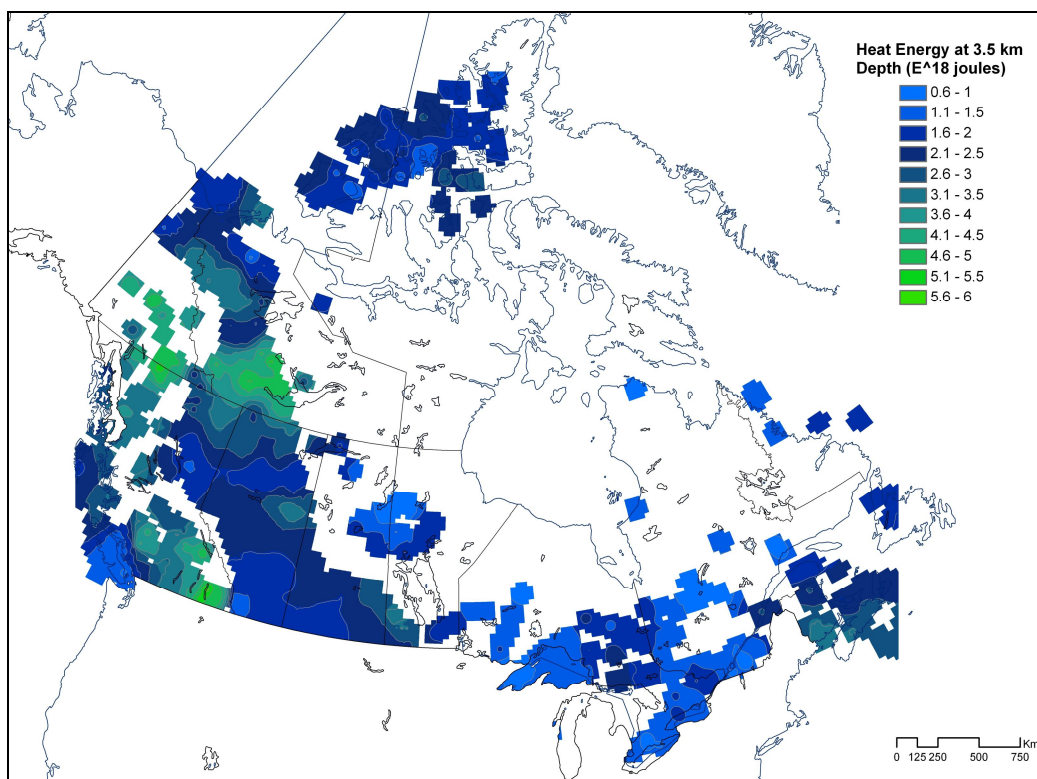 Heat Energy at 3.5 km
Depth (E^18 joules)
0.6 - 1
1.1 - 1.5
1.6 - 2
2.1 - 2.5
2.6 - 3
3.1 - 3.5
3.6 - 4
4.1 - 4.5
4.6 - 5
5.1 - 5.5
5.6 - 6
Km
0 125 250 500 750